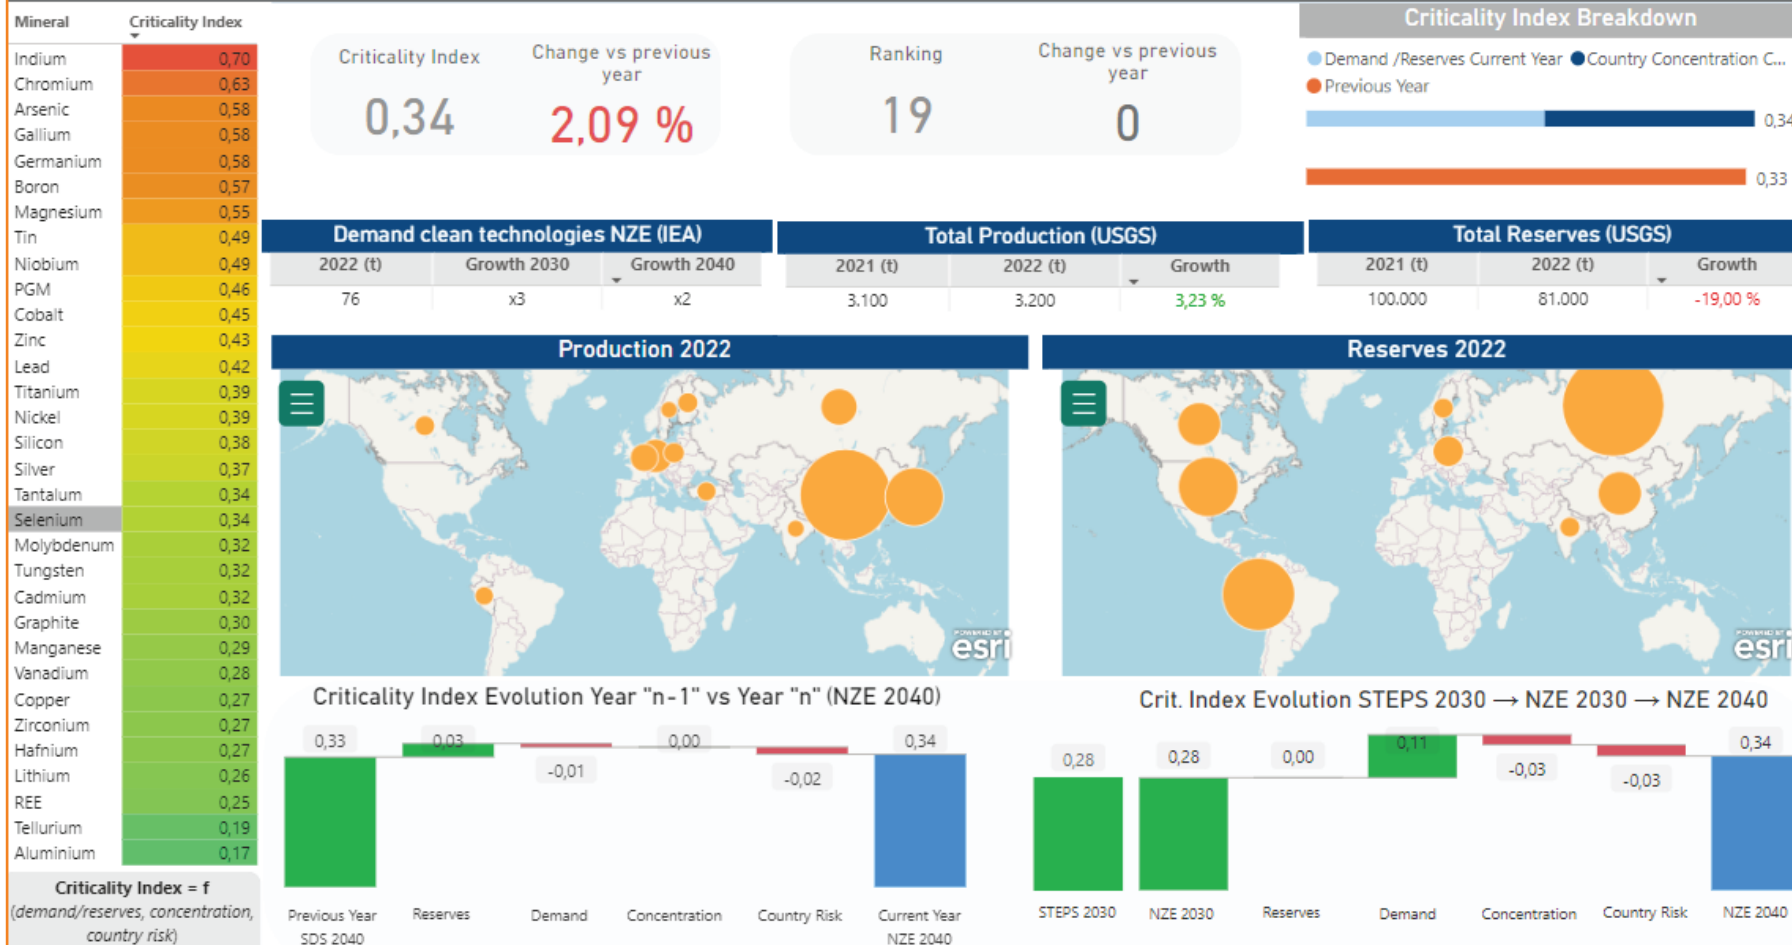 Mineral Criticality Index
Indium 0,70
Chromium 0,63
Arsenic 0,58
Gallium 0,58
Germanium 0,58
Boron 0,57
Magnesium 0,55
Tin 0,49
Niobium 0,49
PGM 0,46
Cobalt 0,45
Zinc 0,43
Lead 0,42
Titanium 0,39
Nickel 0,39
Silicon 0,38
Silver 0,37
Tantalum 0,34
Selenium 0,34
Molybdenum 0,32
Tungsten 0,32
Cadmium 0,32
Graphite 0,30
Manganese 0,29
Vanadium 0,28
Copper 0,27
Zirconium 0,27
Hafnium 0,27
Lithium 0,26
REE 0,25
Tellurium 0,19
Aluminium 0,17
Criticality Index = f
(demand/reserves, concentration,
country risk)
Criticality Index
0,34
Change vs previous
year
2,09 %
Ranking
19
Change vs previous
year
0
Criticality Index Breakdown
Demand /Reserves Current Year Country Concentration C...
Previous Year
0,34
0,33
Demand clean technologies NZE (IEA)
2022 (t) Growth 2030 Growth 2040
76 x3 x2
Total Production (USGS)
2021 (t) 2022 (t) Growth
3.100 3.200 3,23 %
Total Reserves (USGS)
2021 (t) 2022 (t) Growth
100.000 81.000 -19,00 %
Production 2022
POWERED BY
esri
Reserves 2022
POWERED BY
esri
Criticality Index Evolution Year "n-1" vs Year "n" (NZE 2040)
0,33 0,03 -0,01 0,00 -0,02 0,34
Previous Year Reserves Demand Concentration Country Risk Current Year
SDS 2040 NZE 2040
Crit. Index Evolution STEPS 2030 → NZE 2030 → NZE 2040
0,28 0,28 0,00 0,11 -0,03 -0,03 0,34
STEPS 2030 NZE 2030 Reserves Demand Concentration Country Risk NZE 2040